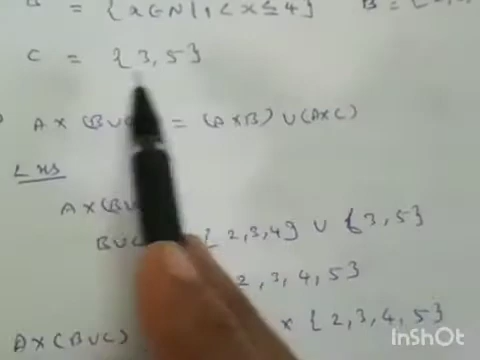 B = {x ∈ N | 1 < x ≤ 4} B = {2,
C = {3, 5}
A × (B ∪ = (A × B) ∪ (A × C)
LHS
A × (B ∪
B ∪ {2, 3, 4} ∪ {3, 5}
2, 3, 4, 5}
A × (B ∪ C) × {2, 3, 4, 5}
InShOt